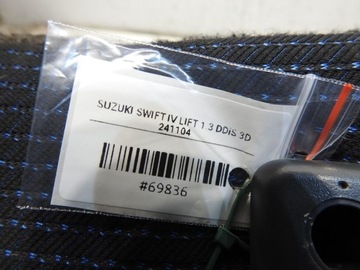 SUZUKI SWIFT IV LIFT 1.3 DDiS 3D
241104
#69836